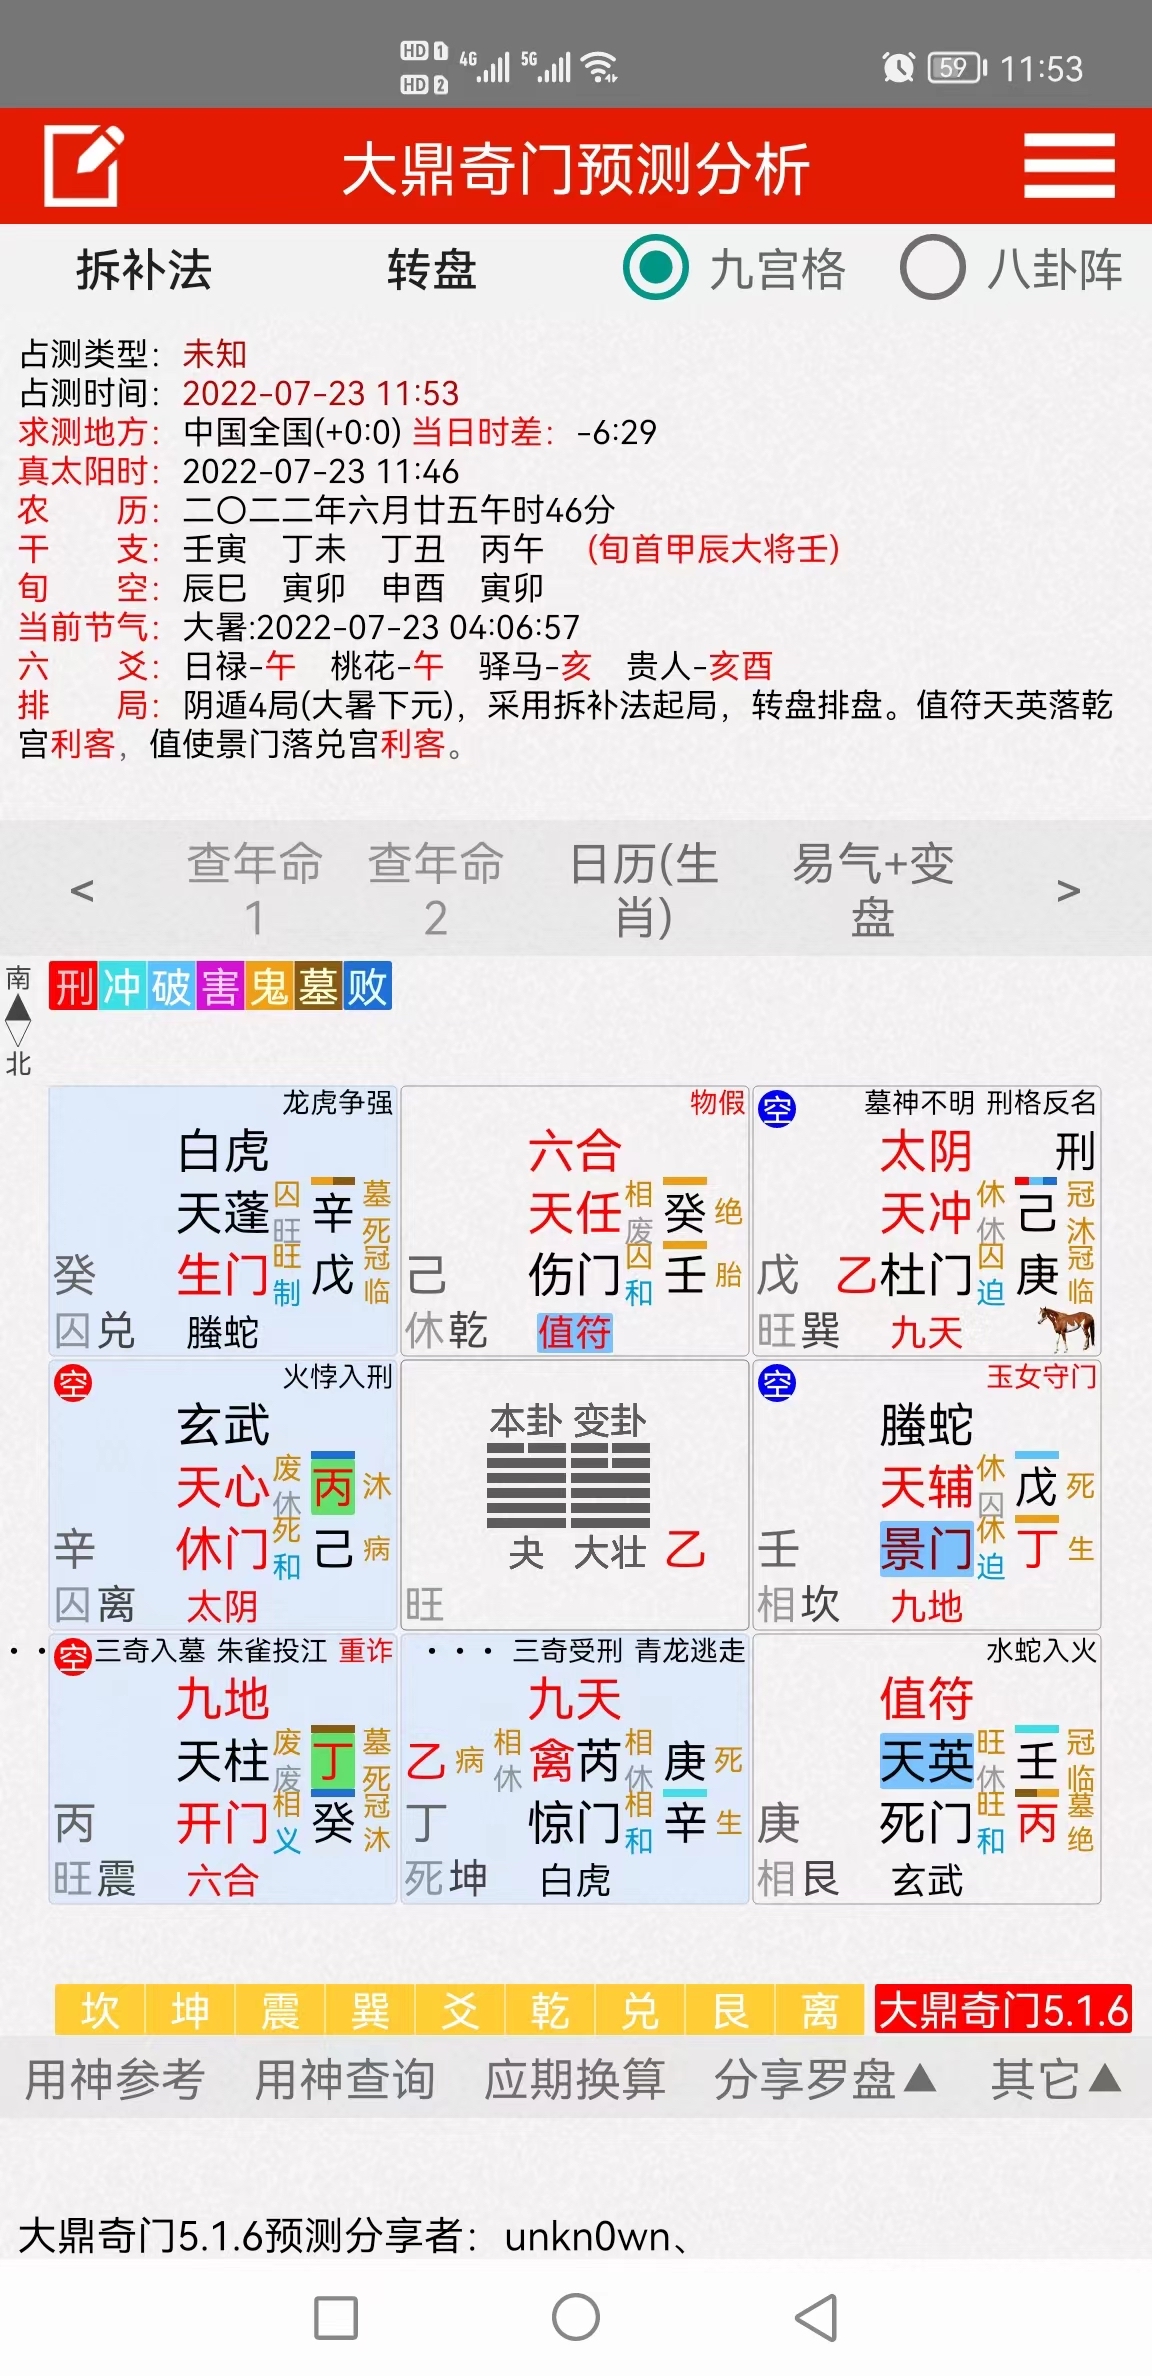 HD 1 4G 5G 59 11:53
HD 2
大鼎奇门预测分析
拆补法 转盘 九宫格 八卦阵
占测类型：未知
占测时间：2022-07-23 11:53
求测地方：中国全国(+0:0) 当日时差：-6:29
真太阳时：2022-07-23 11:46
农 历：二〇二二年六月廿五午时46分
干 支：壬寅 丁未 丁丑 丙午 (旬首甲辰大将壬)
旬 空：辰巳 寅卯 申酉 寅卯
当前节气：大暑:2022-07-23 04:06:57
六 爻：日禄-午 桃花-午 驿马-亥 贵人-亥酉
排 局：阴遁4局(大暑下元)，采用拆补法起局，转盘排盘。值符天英落乾
宫利客，值使景门落兑宫利客。
< 查年命1 查年命2 日历(生肖) 易气+变盘 >
南
北
刑冲破害鬼墓败
龙虎争强
白虎
天蓬 囚旺 辛 墓死
癸 生门 旺制 戊 冠临
囚兑 螣蛇
物假
六合
天任 相废 癸 绝
己 伤门 囚和 壬 胎
休乾 值符
空 墓神不明 刑格反名
太阴 刑
天冲 休休 己 冠沐
戊 乙杜门 囚迫 庚 冠临
旺巽 九天
空 火悖入刑
玄武
天心 废休 丙 沐
辛 休门 死和 己 病
囚离 太阴
本卦 变卦
夬 大壮 乙
旺
空 玉女守门
螣蛇
天辅 休囚 戊 死
壬 景门 休迫 丁 生
相坎 九地
··空 三奇入墓 朱雀投江 重诈
九地
天柱 废废 丁 墓死
丙 开门 相义 癸 冠沐
旺震 六合
··· 三奇受刑 青龙逃走
九天
乙 病 相休 禽芮 相休 庚 死
丁 惊门 相和 辛 生
死坤 白虎
水蛇入火
值符
天英 旺休 壬 冠临
庚 死门 旺和 丙 墓绝
相艮 玄武
坎 坤 震 巽 爻 乾 兑 艮 离 大鼎奇门5.1.6
用神参考 用神查询 应期换算 分享罗盘▲ 其它▲
大鼎奇门5.1.6预测分享者：unkn0wn、